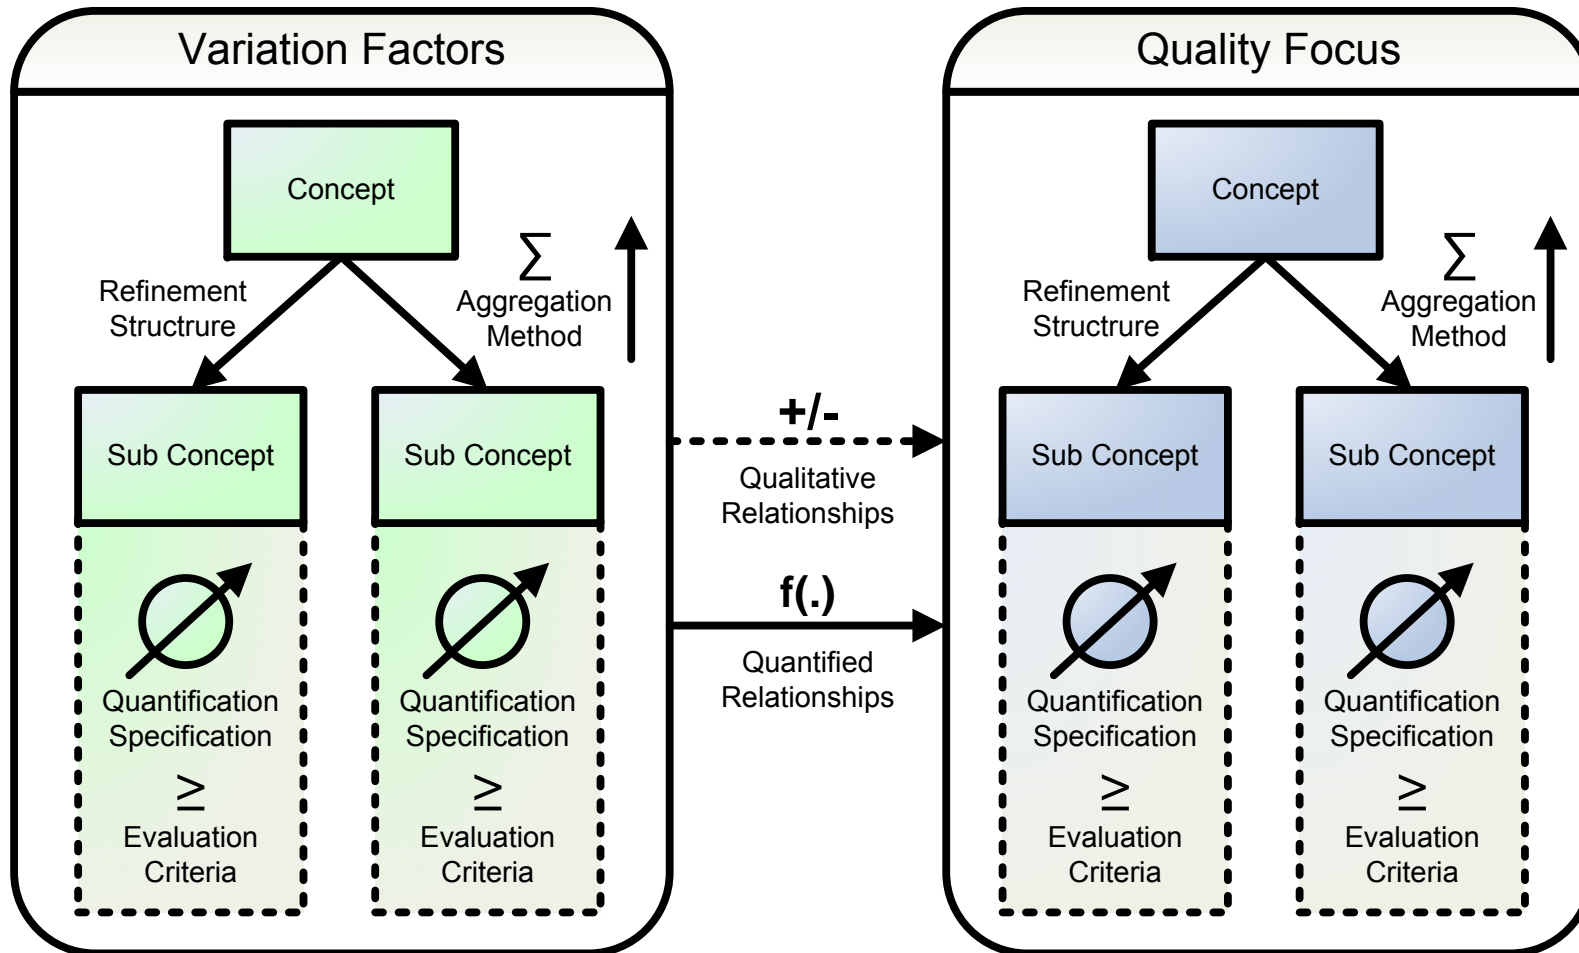 Variation Factors
Concept
Refinement
Structrure
∑
Aggregation
Method
Sub Concept
Sub Concept
Quantification
Specification
≥
Evaluation
Criteria
Quantification
Specification
≥
Evaluation
Criteria
+/-
Qualitative
Relationships
f(.)
Quantified
Relationships
Quality Focus
Concept
Refinement
Structrure
∑
Aggregation
Method
Sub Concept
Sub Concept
Quantification
Specification
≥
Evaluation
Criteria
Quantification
Specification
≥
Evaluation
Criteria